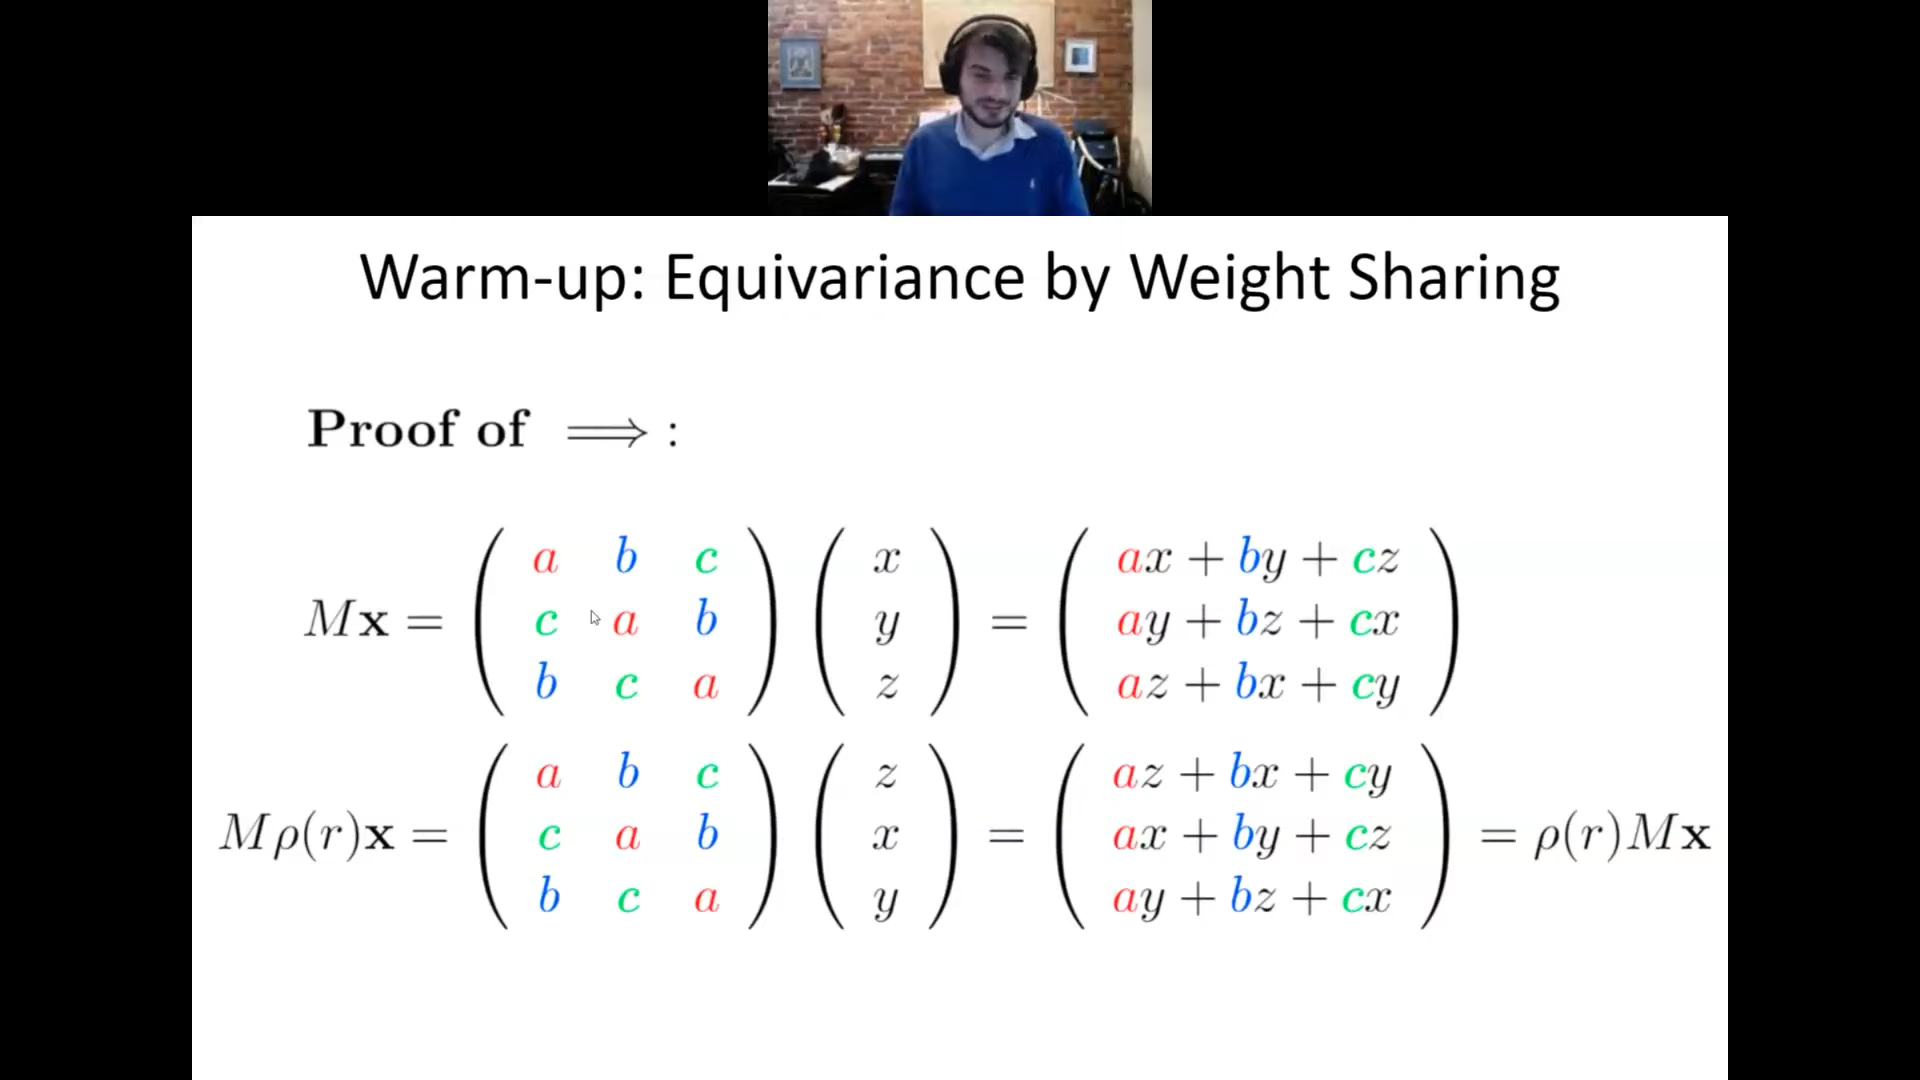 Warm-up: Equivariance by Weight Sharing
Proof of ⟹ :
Mx = ( a b c ) ( x ) = ( ax + by + cz )
( c a b ) ( y ) ( ay + bz + cx )
( b c a ) ( z ) ( az + bx + cy )
Mρ(r)x = ( a b c ) ( z ) = ( az + bx + cy ) = ρ(r)Mx
( c a b ) ( x ) ( ax + by + cz )
( b c a ) ( y ) ( ay + bz + cx )